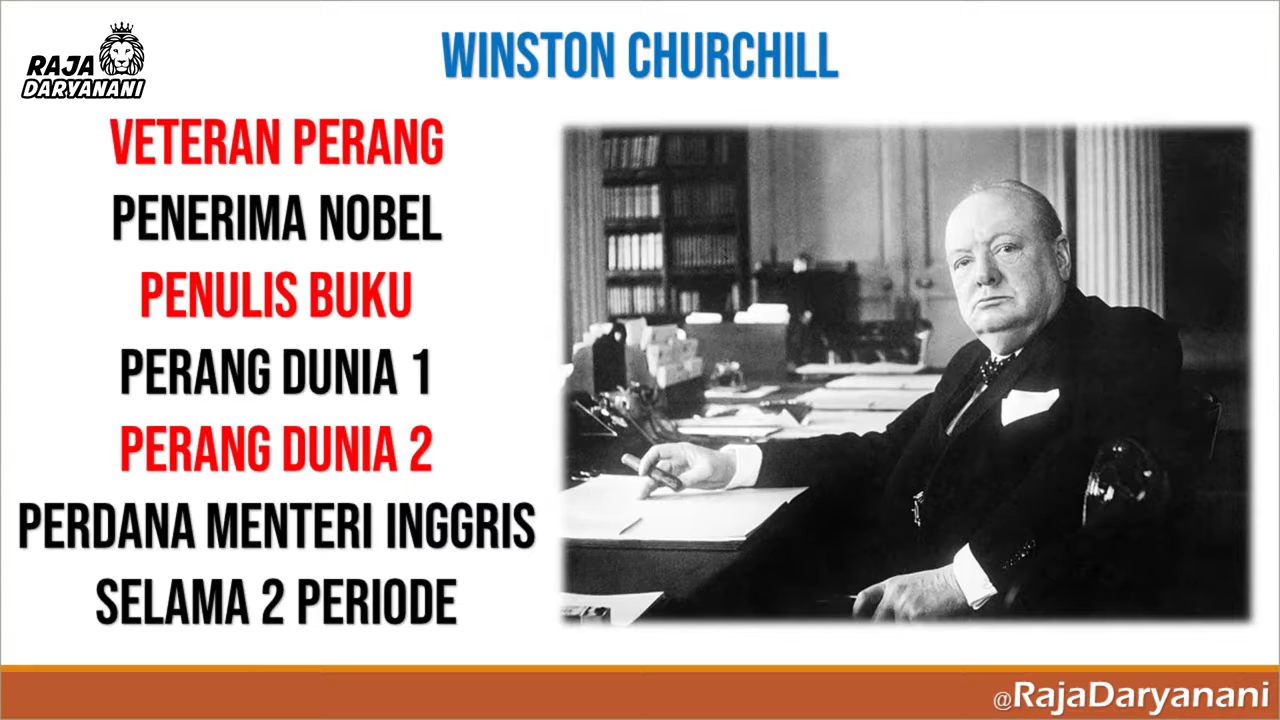 RAJA
DARYANANI
WINSTON CHURCHILL
VETERAN PERANG
PENERIMA NOBEL
PENULIS BUKU
PERANG DUNIA 1
PERANG DUNIA 2
PERDANA MENTERI INGGRIS
SELAMA 2 PERIODE
@RajaDaryanani